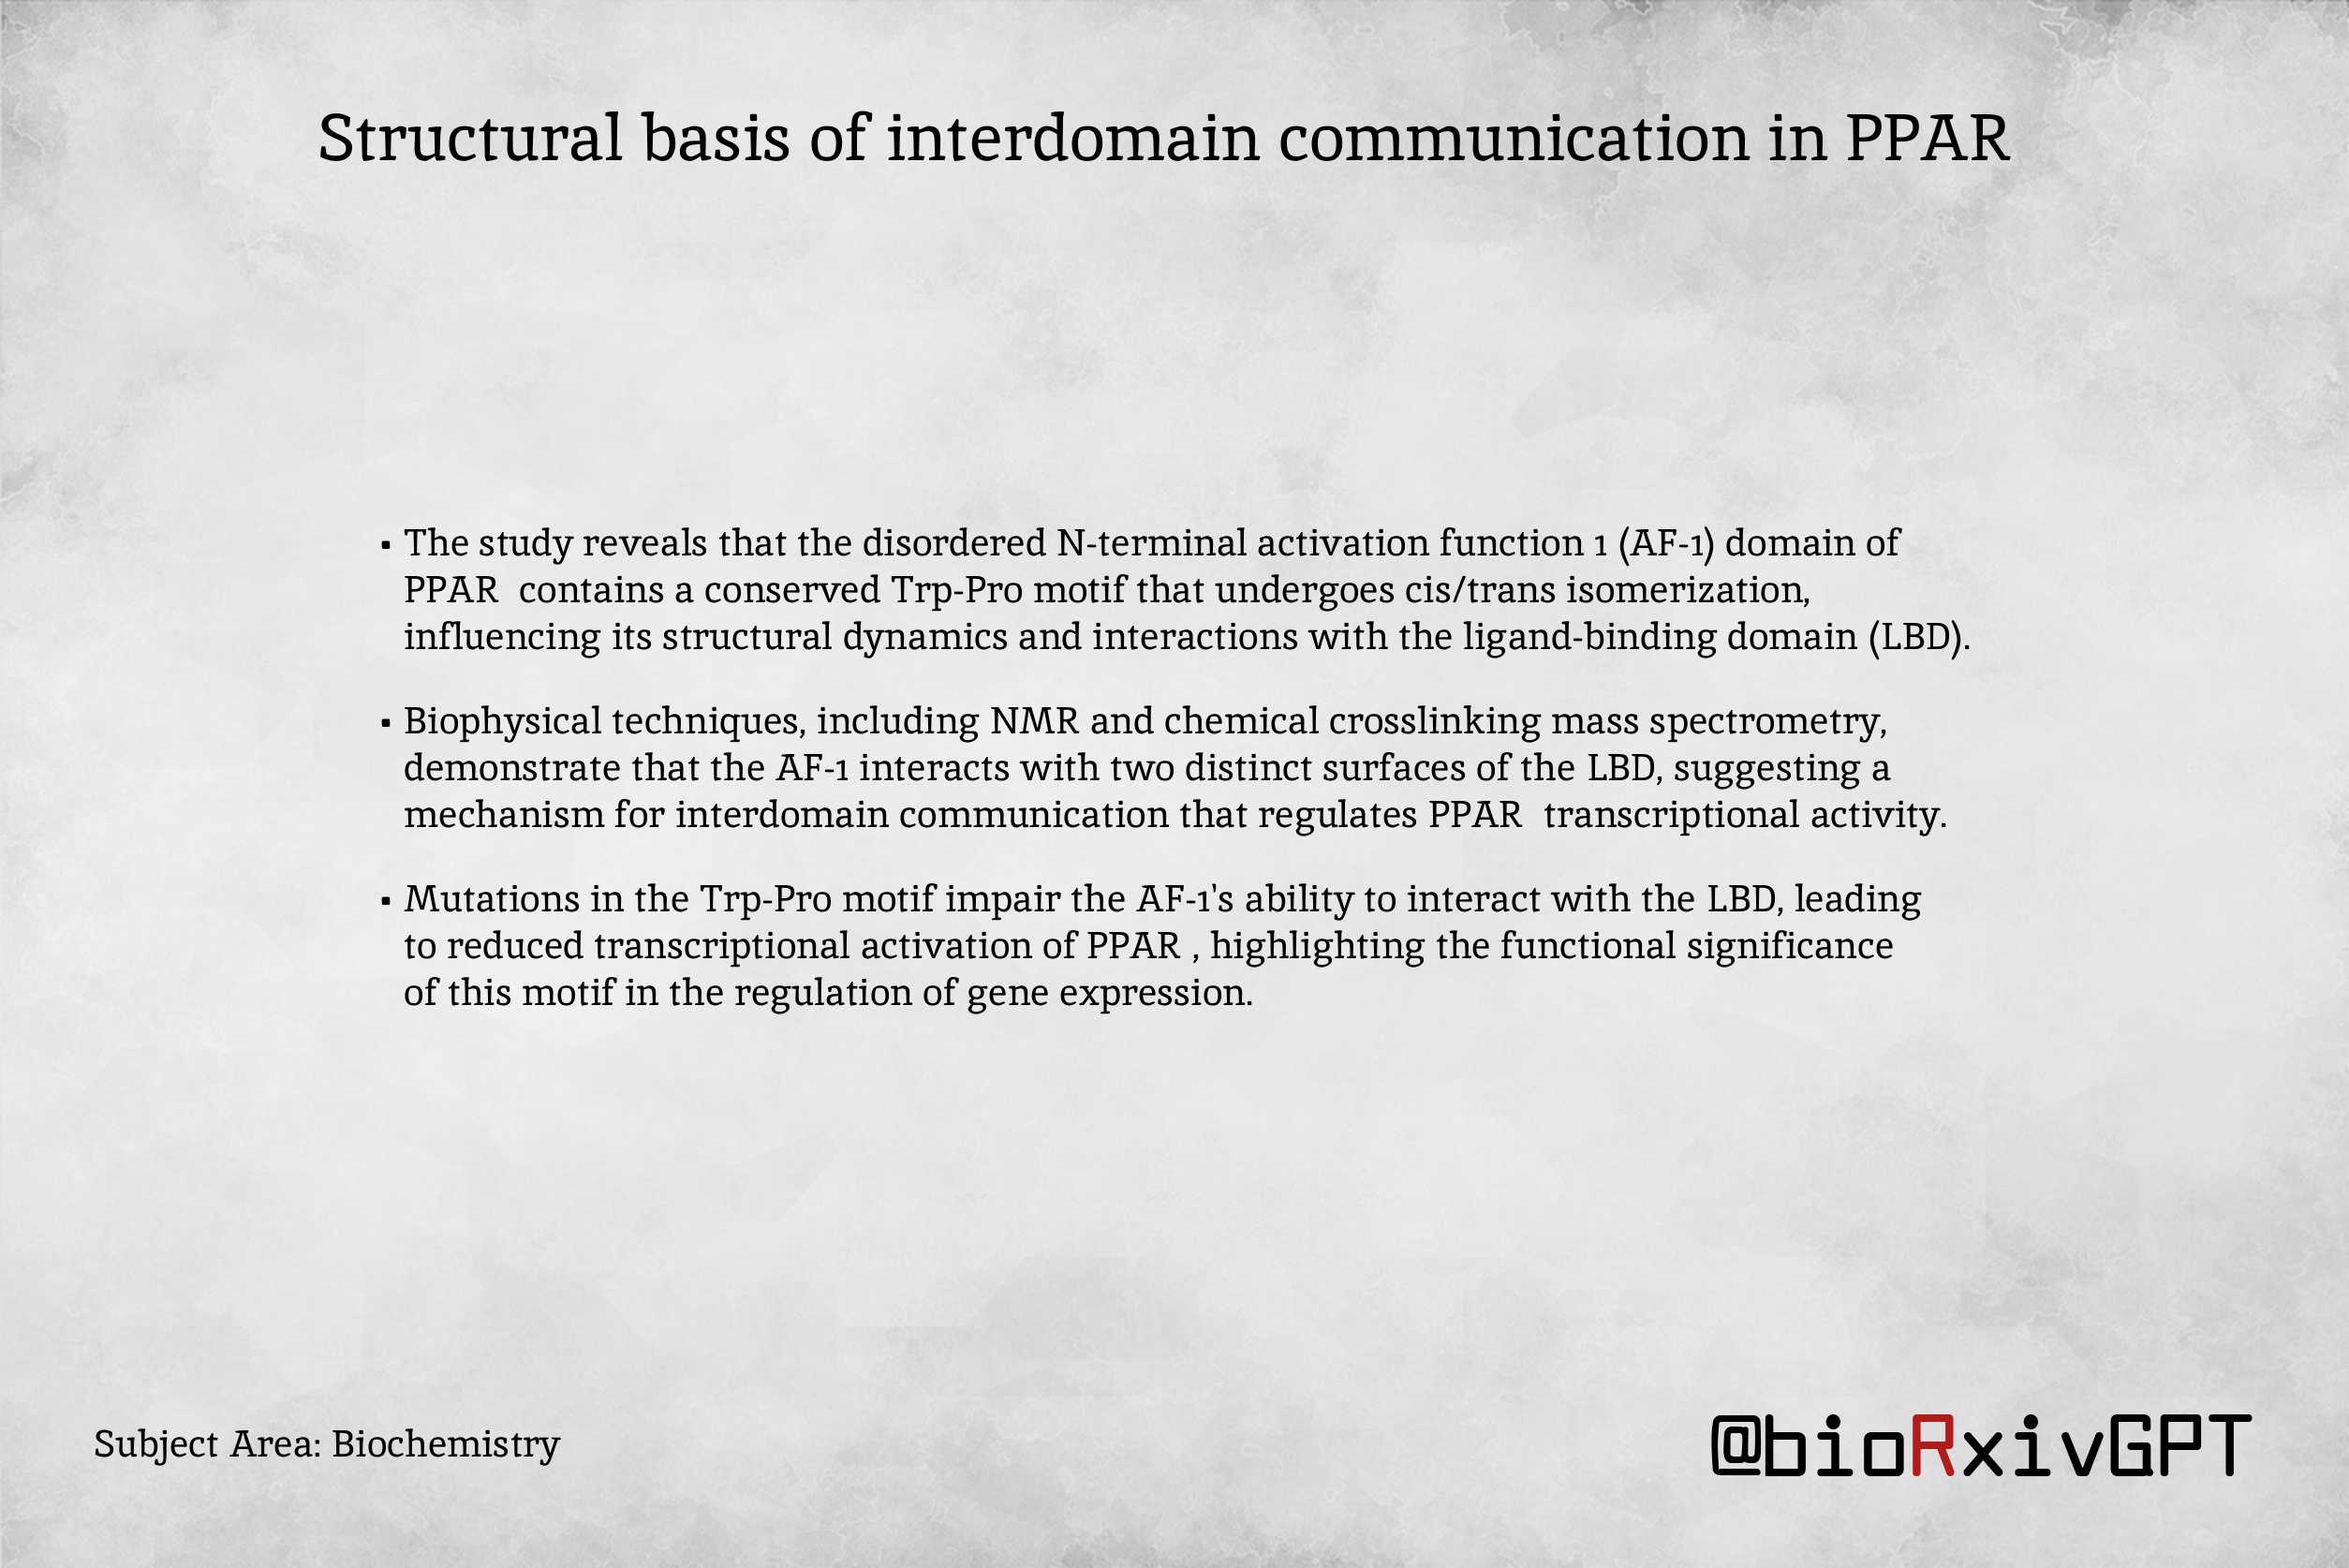 Structural basis of interdomain communication in PPAR
▪ The study reveals that the disordered N-terminal activation function 1 (AF-1) domain of
PPAR  contains a conserved Trp-Pro motif that undergoes cis/trans isomerization,
influencing its structural dynamics and interactions with the ligand-binding domain (LBD).
▪ Biophysical techniques, including NMR and chemical crosslinking mass spectrometry,
demonstrate that the AF-1 interacts with two distinct surfaces of the LBD, suggesting a
mechanism for interdomain communication that regulates PPAR  transcriptional activity.
▪ Mutations in the Trp-Pro motif impair the AF-1's ability to interact with the LBD, leading
to reduced transcriptional activation of PPAR , highlighting the functional significance
of this motif in the regulation of gene expression.
Subject Area: Biochemistry
@bioRxivGPT